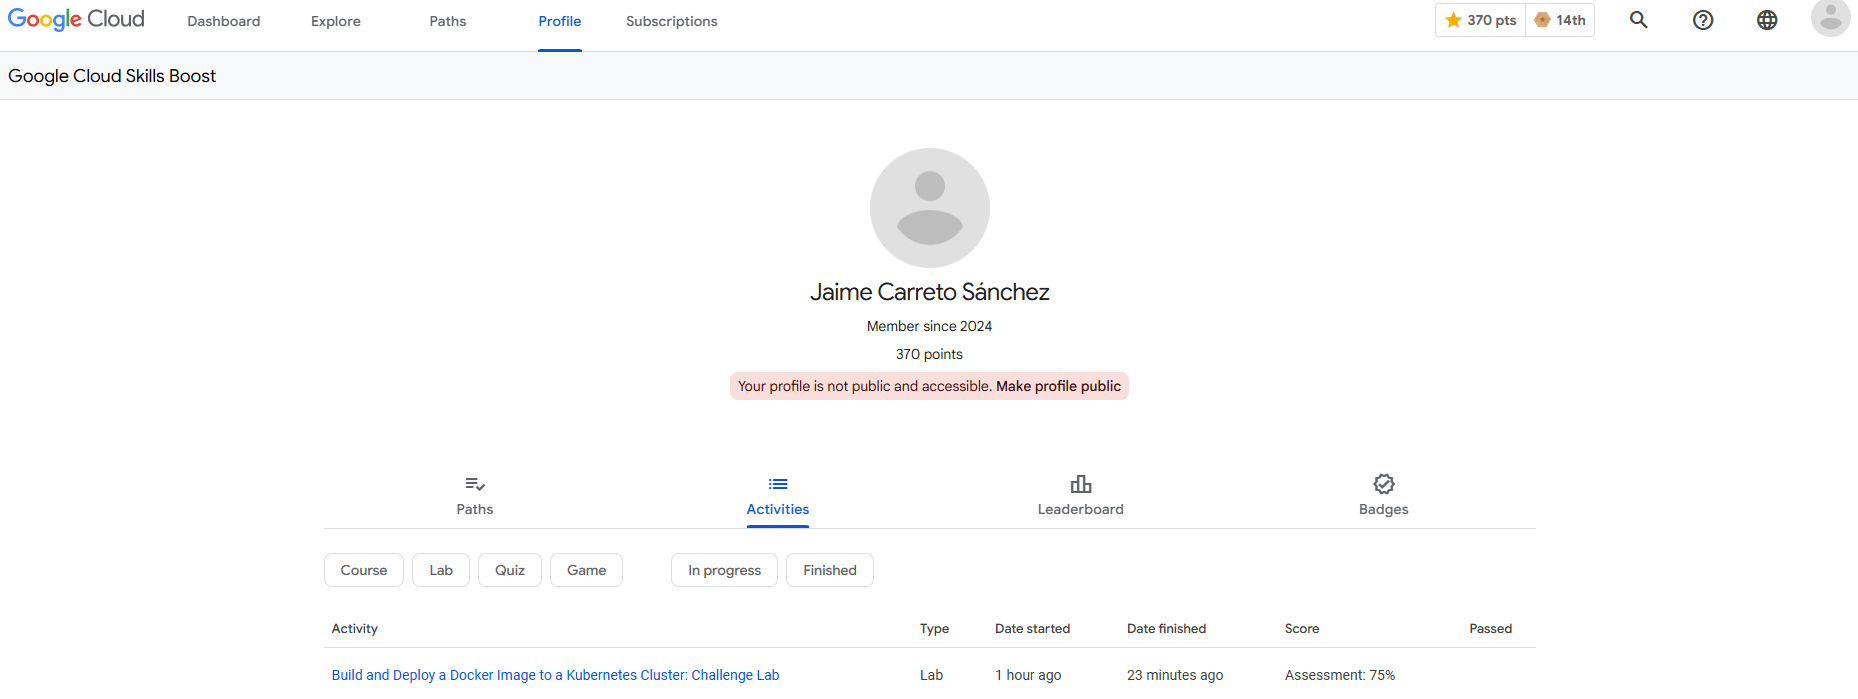 Google Cloud Dashboard Explore Paths Profile Subscriptions 370 pts 14th
Google Cloud Skills Boost
Jaime Carreto Sánchez
Member since 2024
370 points
Your profile is not public and accessible. Make profile public
Paths Activities Leaderboard Badges
Course Lab Quiz Game In progress Finished
Activity Type Date started Date finished Score Passed
Build and Deploy a Docker Image to a Kubernetes Cluster: Challenge Lab Lab 1 hour ago 23 minutes ago Assessment: 75%